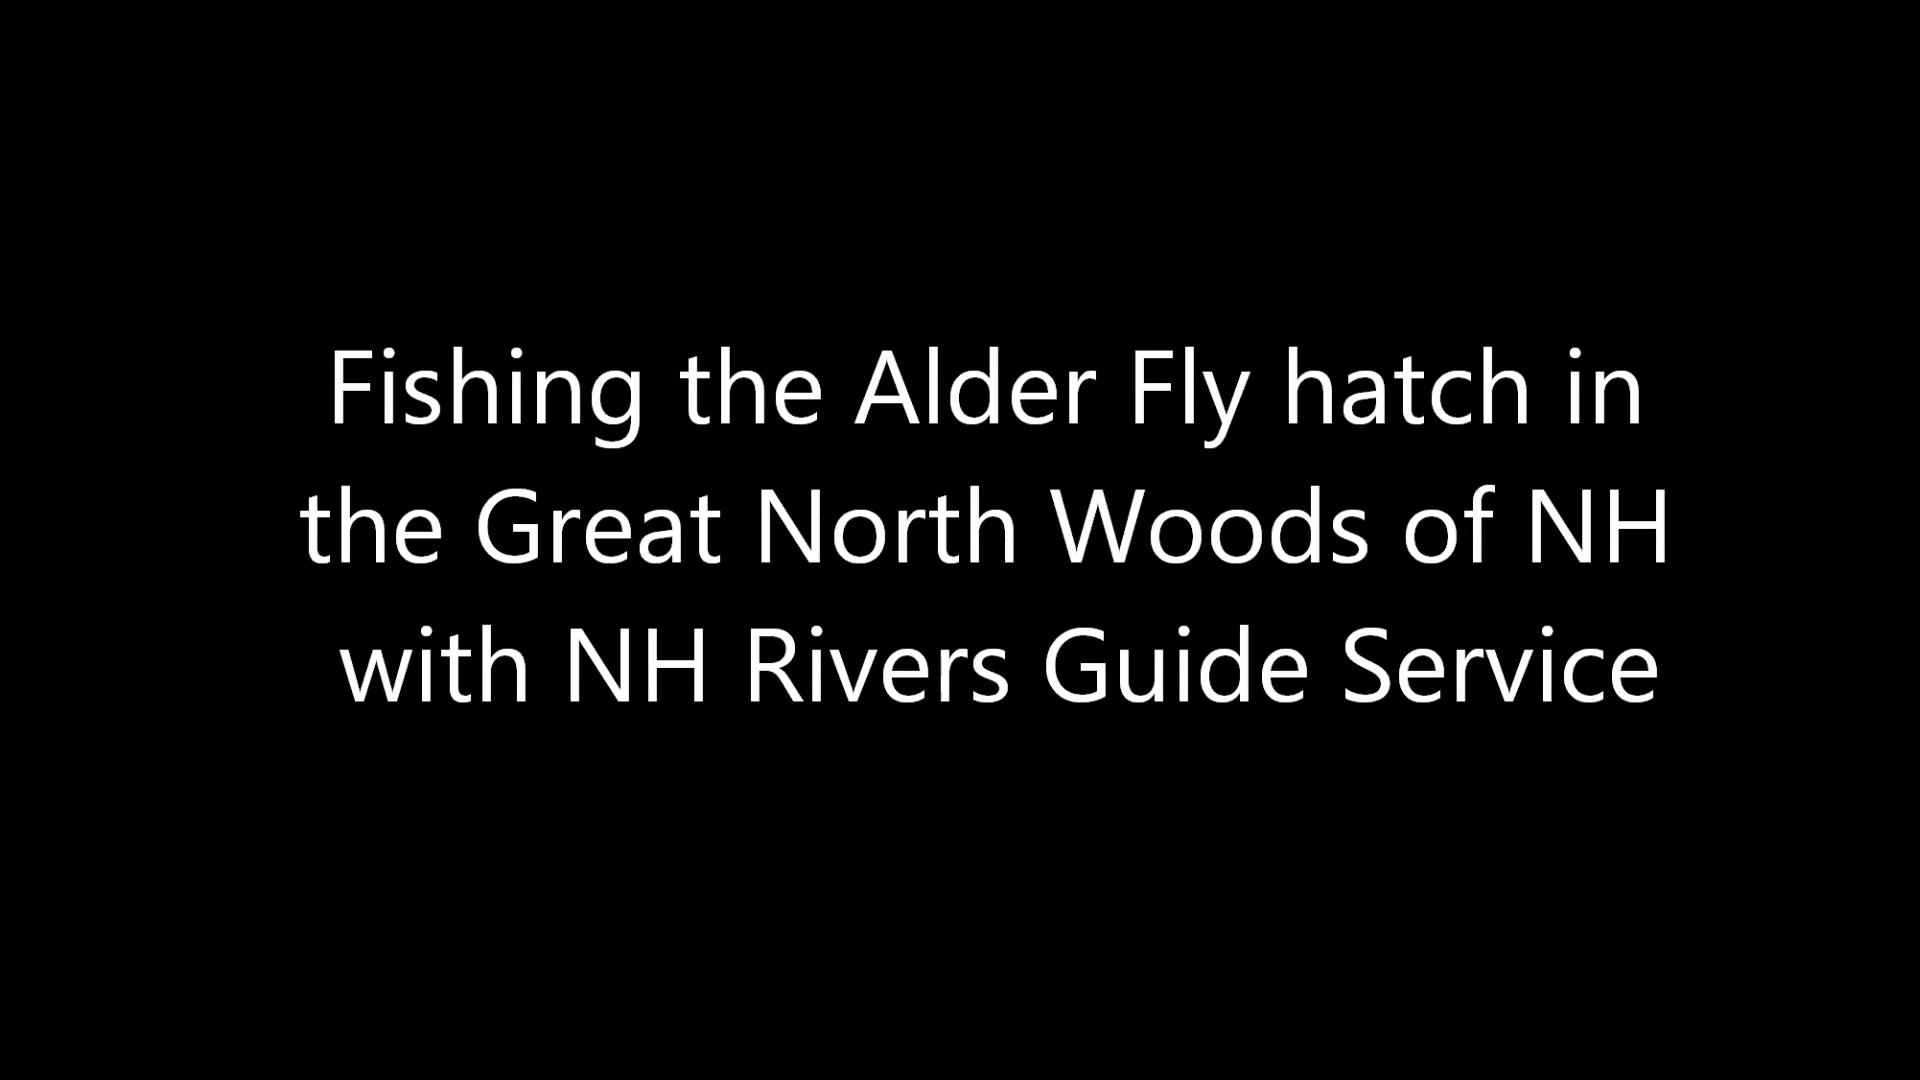 Fishing the Alder Fly hatch in
the Great North Woods of NH
with NH Rivers Guide Service